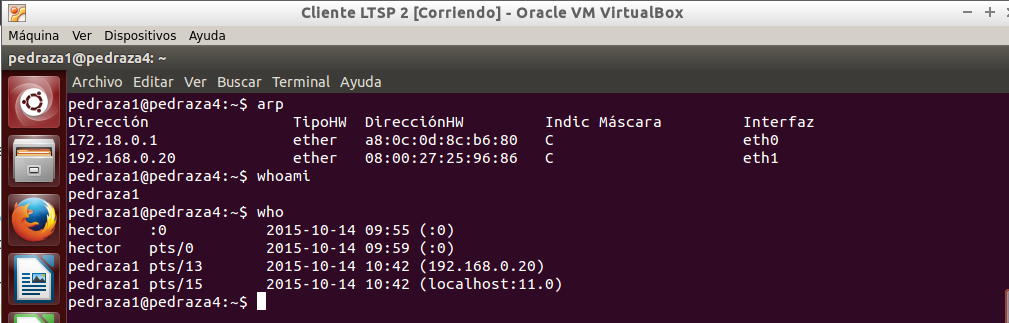 Cliente LTSP 2 [Corriendo] - Oracle VM VirtualBox
Máquina Ver Dispositivos Ayuda
pedraza1@pedraza4: ~
Archivo Editar Ver Buscar Terminal Ayuda
pedraza1@pedraza4:~$ arp
Dirección TipoHW DirecciónHW Indic Máscara Interfaz
172.18.0.1 ether a8:0c:0d:8c:b6:80 C eth0
192.168.0.20 ether 08:00:27:25:96:86 C eth1
pedraza1@pedraza4:~$ whoami
pedraza1
pedraza1@pedraza4:~$ who
hector :0 2015-10-14 09:55 (:0)
hector pts/0 2015-10-14 09:59 (:0)
pedraza1 pts/13 2015-10-14 10:42 (192.168.0.20)
pedraza1 pts/15 2015-10-14 10:42 (localhost:11.0)
pedraza1@pedraza4:~$